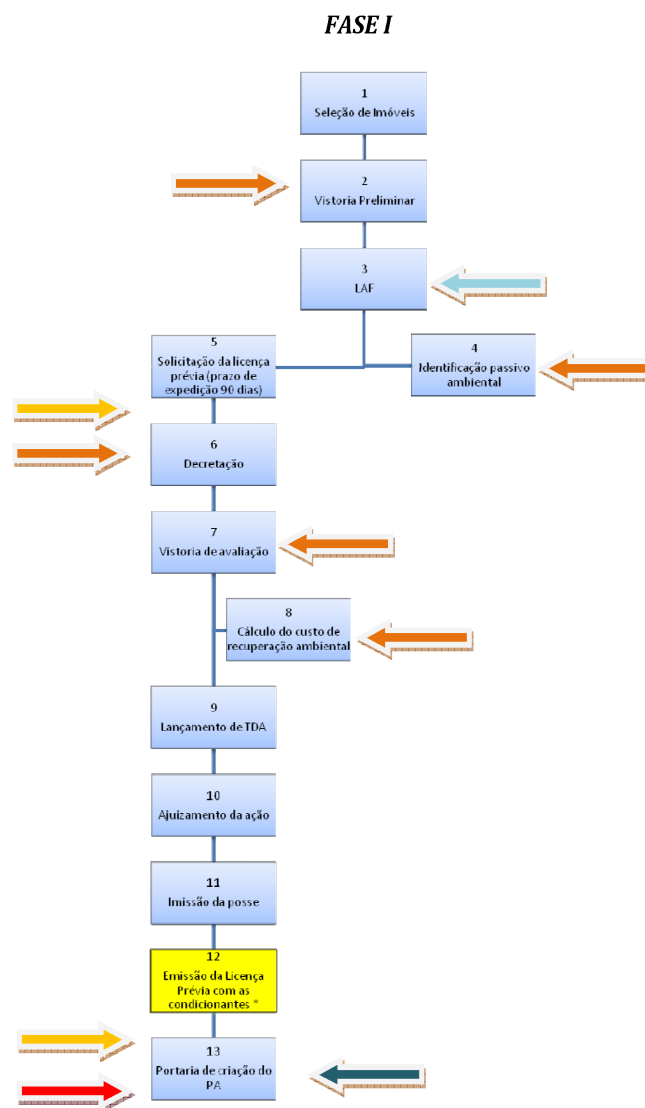 FASE I
1
Seleção de Imóveis
2
Vistoria Preliminar
3
LAF
5
Solicitação da licença
prévia (prazo de
expedição 90 dias)
4
Identificação passivo
ambiental
6
Decretação
7
Vistoria de avaliação
8
Cálculo do custo de
recuperação ambiental
9
Lançamento de TDA
10
Ajuizamento da ação
11
Imissão da posse
12
Emissão da Licença
Prévia com as
condicionantes *
13
Portaria de criação do
PA